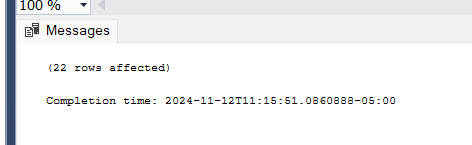 100 %
Messages
(22 rows affected)
Completion time: 2024-11-12T11:15:51.0860888-05:00